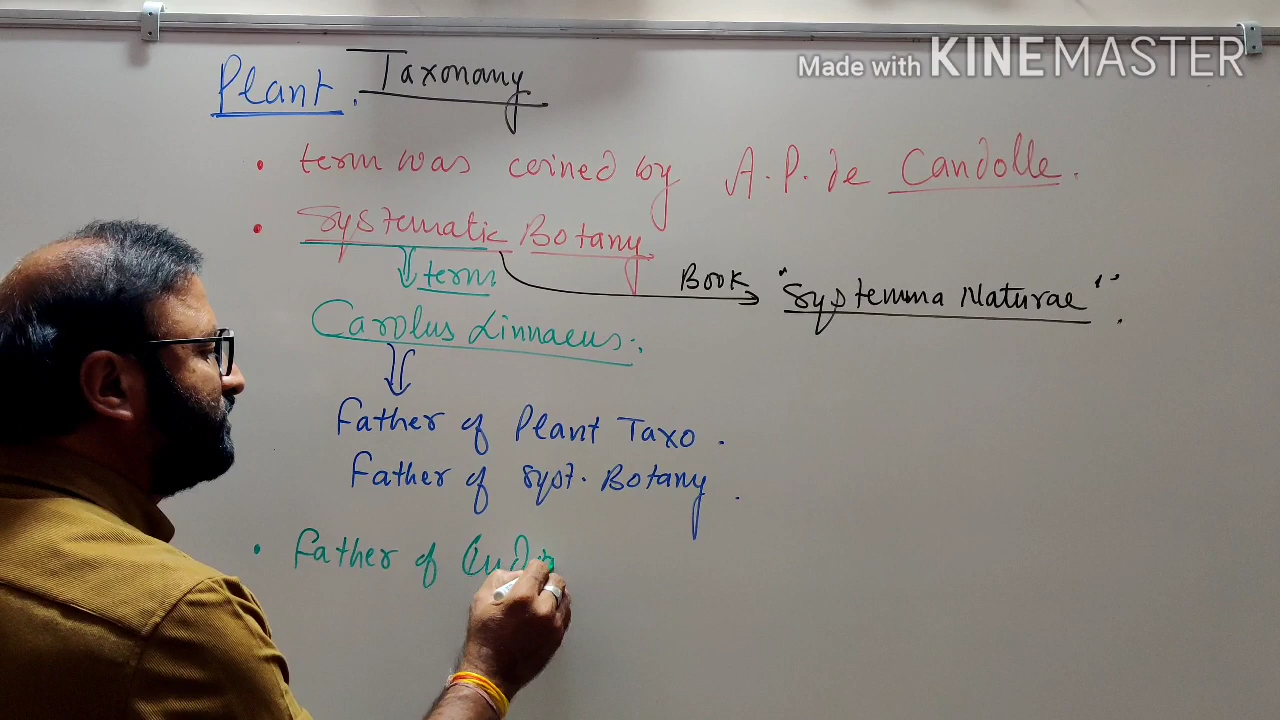 Made with KINEMASTER
Plant. Taxonomy
• term was coined by A.P. de Candolle.
• Systematic Botany
term
Book "Systemma Naturae".
Carolus Linnaeus.
Father of Plant Taxo.
Father of Syst. Botany.
• Father of